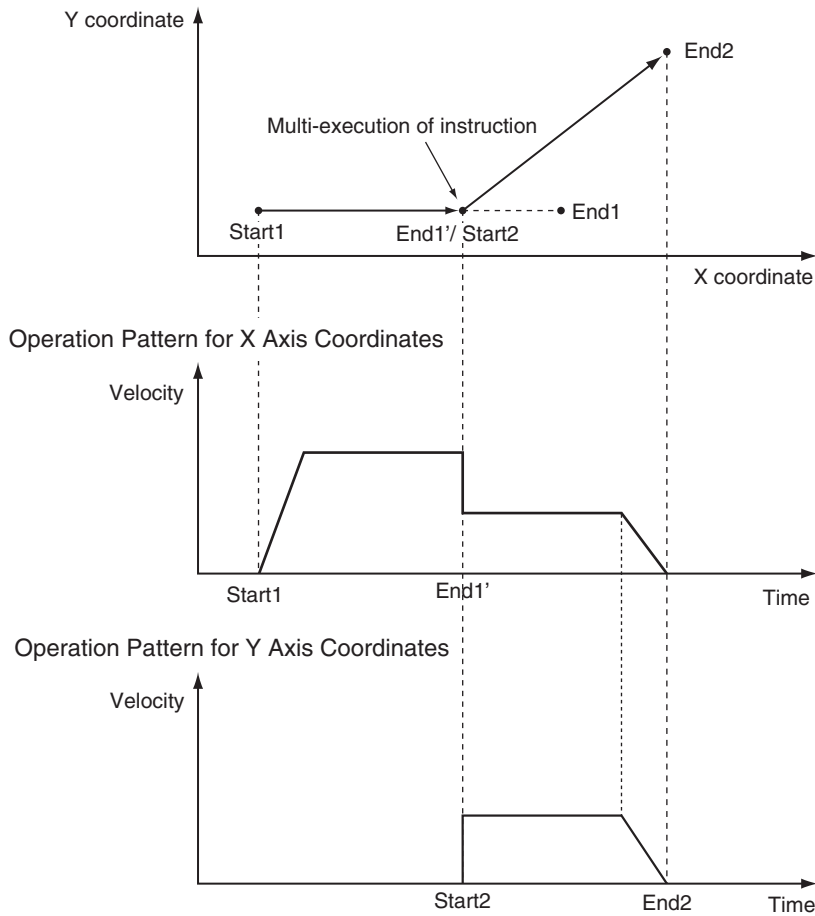 Y coordinate
End2
Multi-execution of instruction
End1
Start1
End1’/ Start2
X coordinate
Operation Pattern for X Axis Coordinates
Velocity
Start1
End1’
Time
Operation Pattern for Y Axis Coordinates
Velocity
Start2
End2
Time